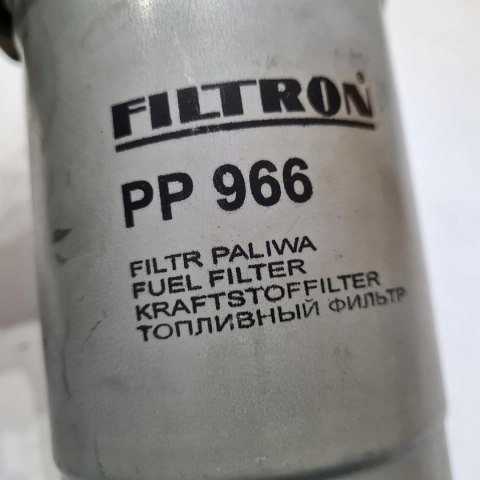 FILTRON®
PP 966
FILTR PALIWA
FUEL FILTER
KRAFTSTOFFILTER
ТОПЛИВНЫЙ ФИЛЬТР